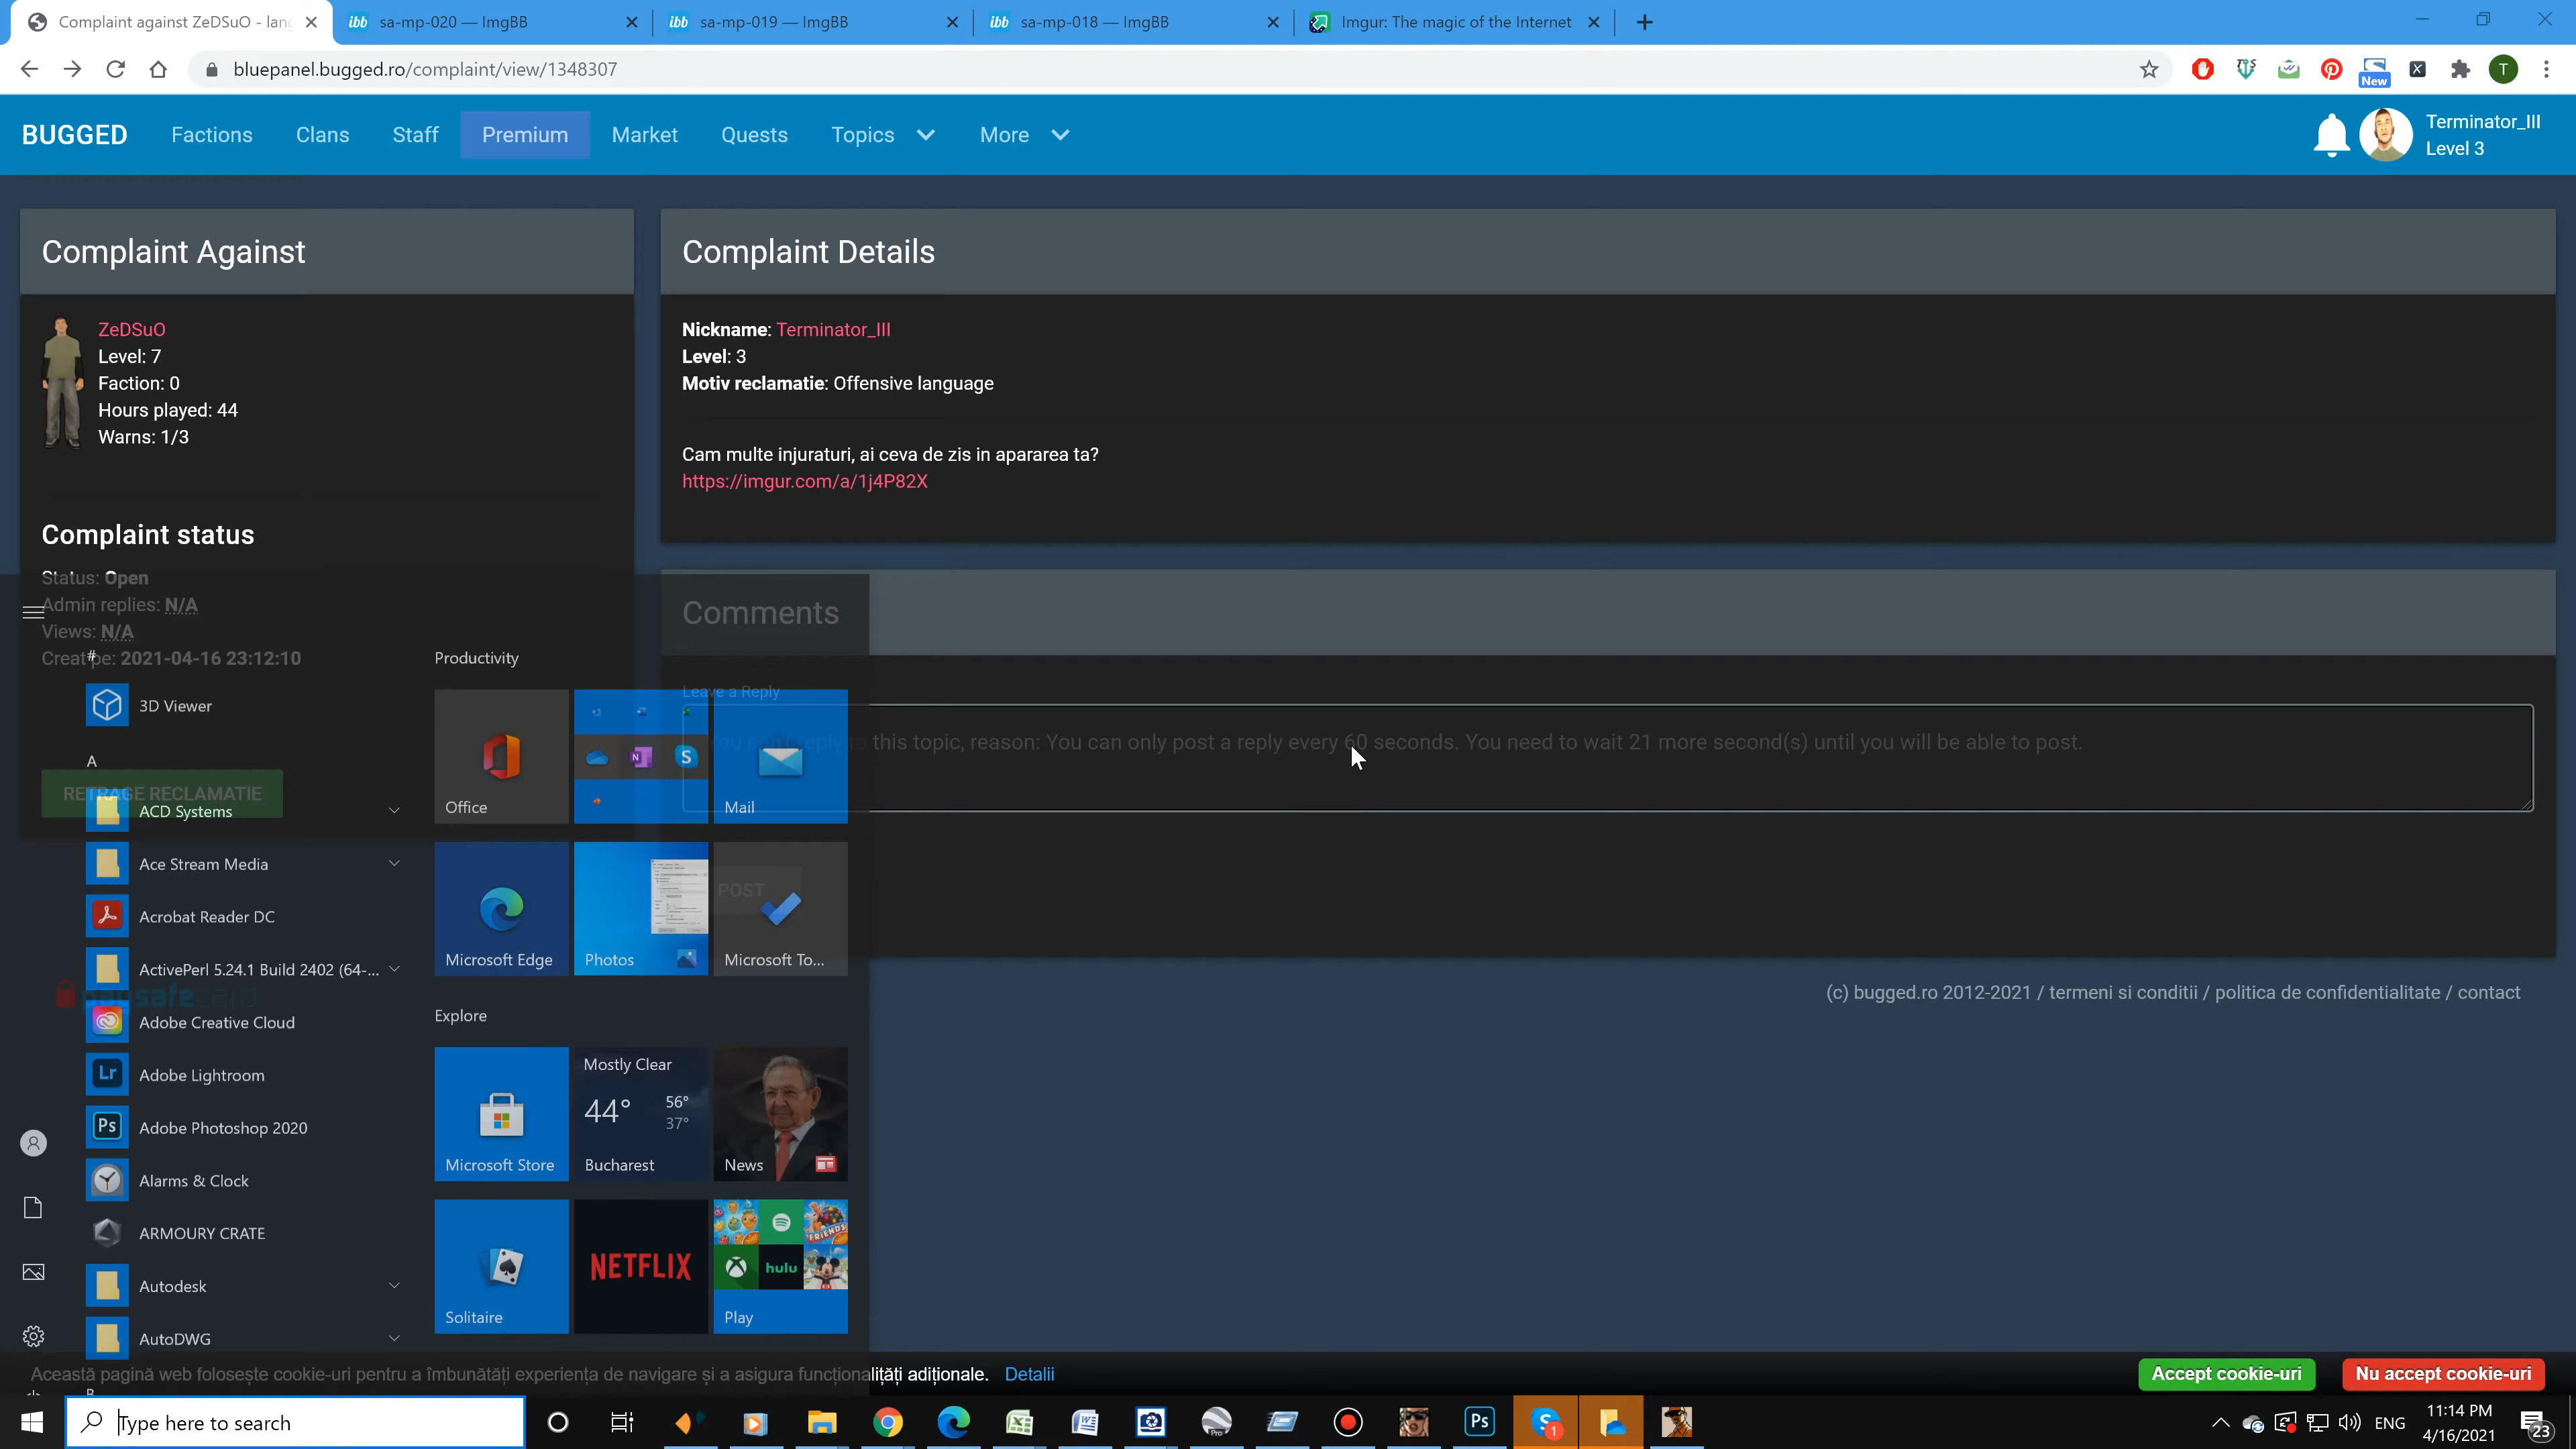 Complaint against ZeDSuO - lang
sa-mp-020 — ImgBB
sa-mp-019 — ImgBB
sa-mp-018 — ImgBB
Imgur: The magic of the Internet
bluepanel.bugged.ro/complaint/view/1348307
New
T
BUGGED
Factions
Clans
Staff
Premium
Market
Quests
Topics
More
Terminator_III
Level 3
Complaint Against
ZeDSuO
Level: 7
Faction: 0
Hours played: 44
Warns: 1/3
Complaint status
Status: Open
Admin replies: N/A
Views: N/A
Creat pe: 2021-04-16 23:12:10
RETRAGE RECLAMATIE
Complaint Details
Nickname: Terminator_III
Level: 3
Motiv reclamatie: Offensive language
Cam multe injuraturi, ai ceva de zis in apararea ta?
https://imgur.com/a/1j4P82X
Comments
Leave a Reply
this topic, reason: You can only post a reply every 60 seconds. You need to wait 21 more second(s) until you will be able to post.
POST
(c) bugged.ro 2012-2021 / termeni si conditii / politica de confidentialitate / contact
#
3D Viewer
A
ACD Systems
Ace Stream Media
Acrobat Reader DC
ActivePerl 5.24.1 Build 2402 (64-...
Adobe Creative Cloud
Adobe Lightroom
Adobe Photoshop 2020
Alarms & Clock
ARMOURY CRATE
Autodesk
AutoDWG
B
Productivity
Office
Mail
Microsoft Edge
Photos
Microsoft To...
Explore
Microsoft Store
Mostly Clear
44°
56°
37°
Bucharest
News
Solitaire
NETFLIX
hulu
Play
Această pagină web folosește cookie-uri pentru a îmbunătăți experiența de navigare și a asigura funcționalități adiționale. Detalii
Accept cookie-uri
Nu accept cookie-uri
Type here to search
ENG
11:14 PM
4/16/2021
23